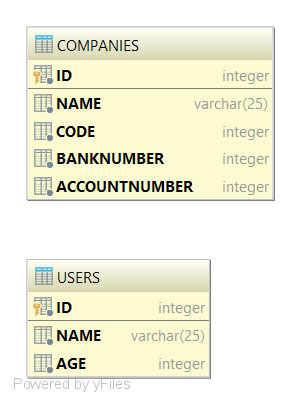 COMPANIES
ID integer
NAME varchar(25)
CODE integer
BANKNUMBER integer
ACCOUNTNUMBER integer
USERS
ID integer
NAME varchar(25)
AGE integer
Powered by yFiles